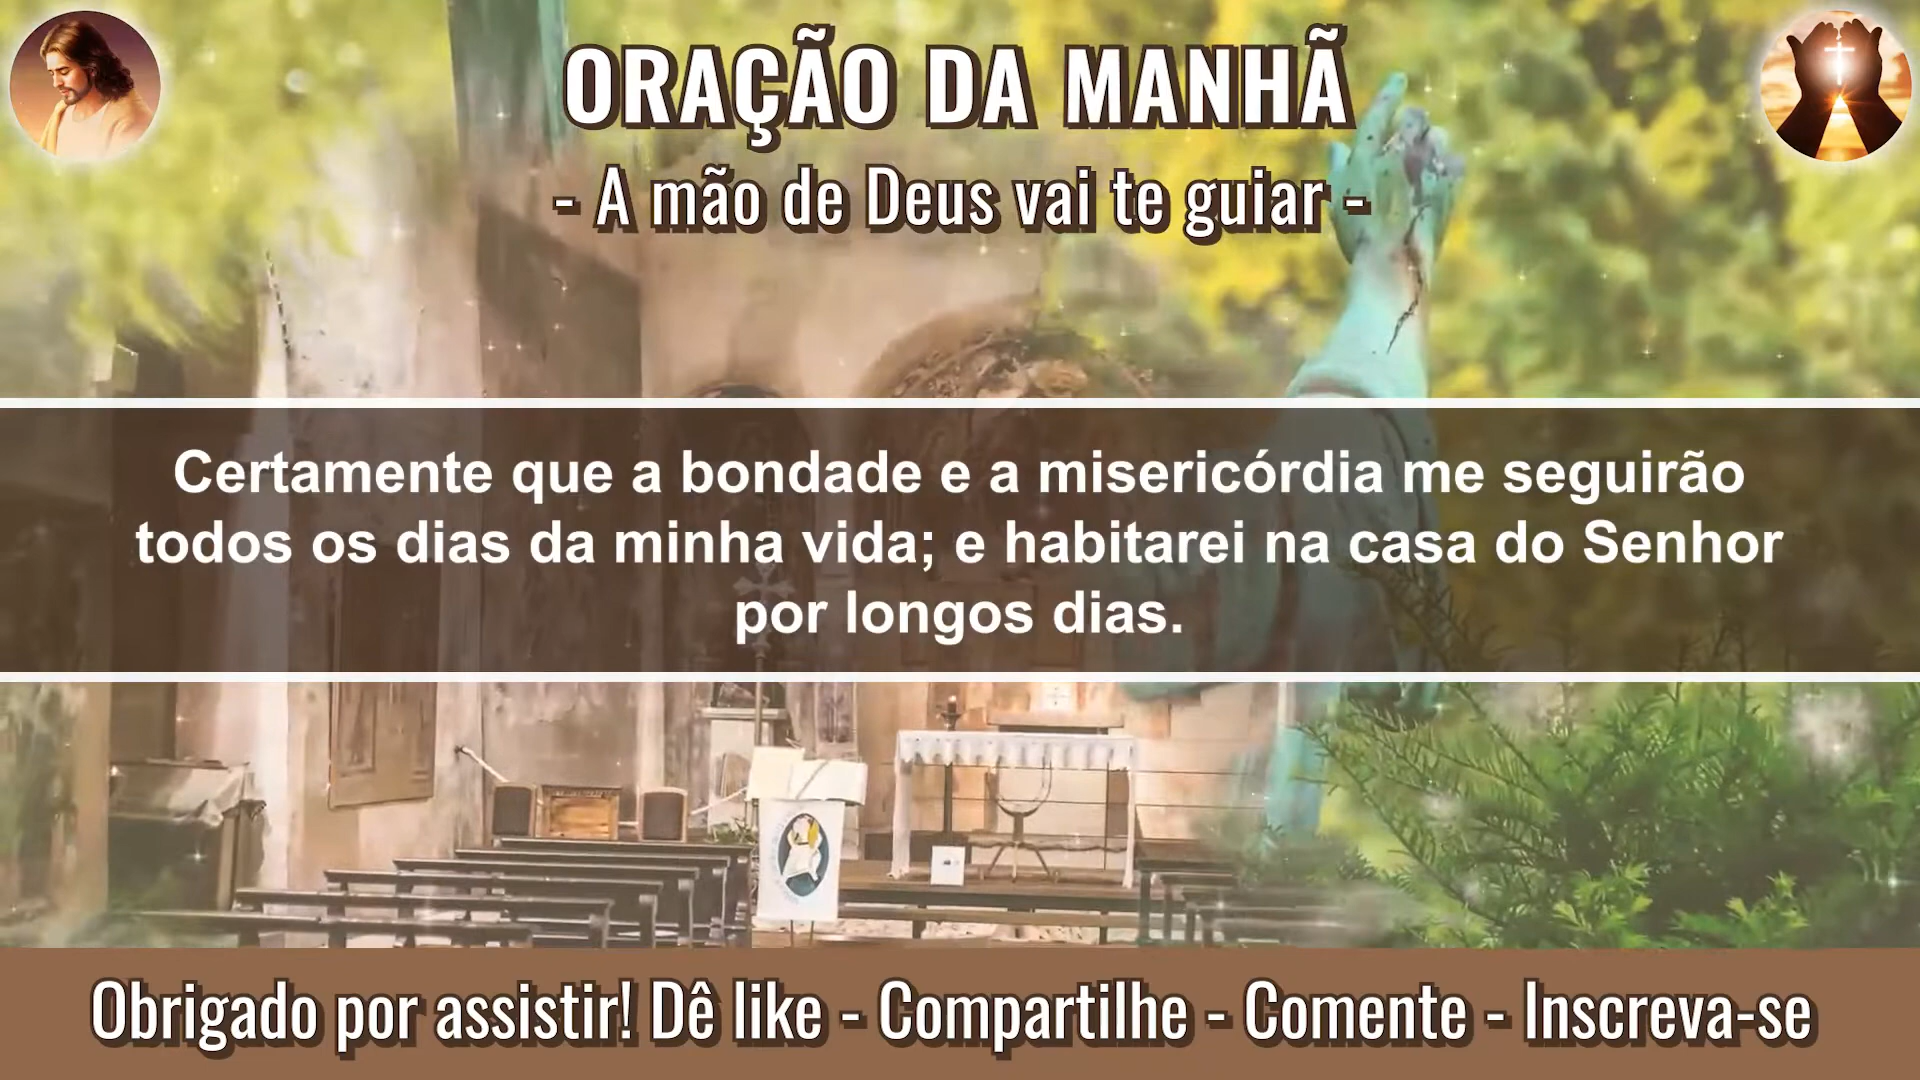 ORAÇÃO DA MANHÃ
- A mão de Deus vai te guiar -
Certamente que a bondade e a misericórdia me seguirão
todos os dias da minha vida; e habitarei na casa do Senhor
por longos dias.
Obrigado por assistir! Dê like - Compartilhe - Comente - Inscreva-se